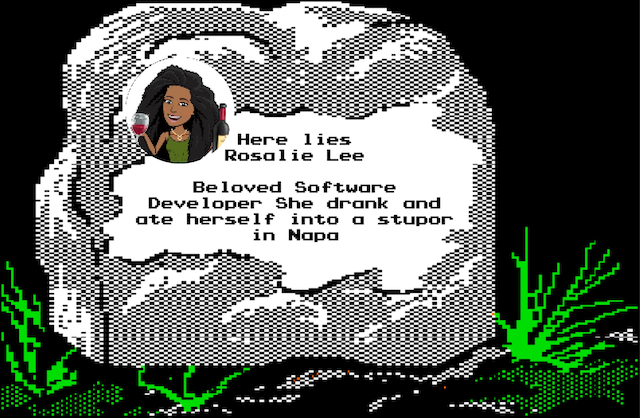 Here lies
Rosalie Lee
Beloved Software
Developer She drank and
ate herself into a stupor
in Napa